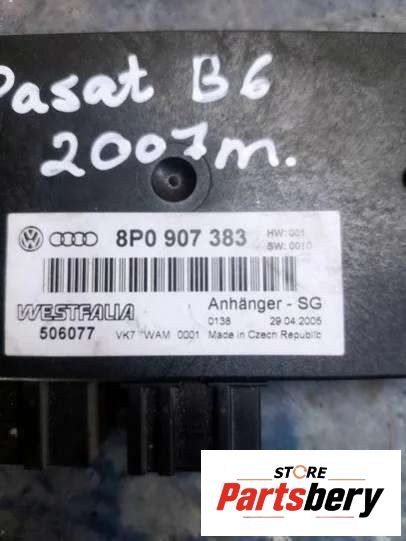 Pasat B6
2007m.
8P0 907 383
HW:001
SW:0010
WESTFALIA
Anhänger - SG
506077
0138 29.04.2005
VK7 WAM 0001 Made in Czech Republic
STORE
Partsbery